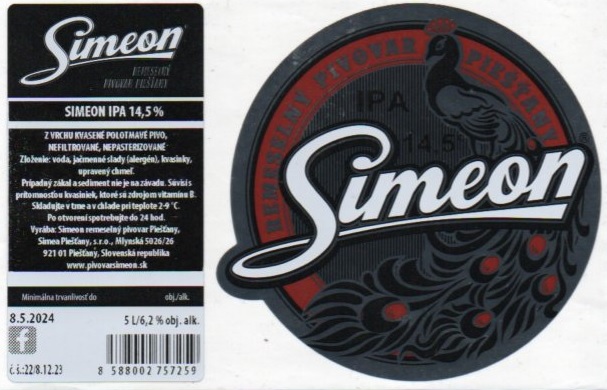 Simeon
REMESELNÝ
PIVOVAR PIEŠŤANY
SIMEON IPA 14,5 %
Z VRCHU KVASENÉ POLOTMAVÉ PIVO,
NEFILTROVANÉ, NEPASTERIZOVANÉ
Zloženie: voda, jačmenné slady (alergén), kvasinky,
upravený chmeľ.
Prípadný zákal a sediment nie je na závadu. Súvisí s
prítomnosťou kvasiniek, ktoré sú zdrojom vitamínu B.
Skladujte v tme a v chlade pri teplote 2-9 °C.
Po otvorení spotrebujte do 24 hod.
Vyrába: Simeon remeselný pivovar Piešťany,
Simea Piešťany, s.r.o., Mlynská 5026/26
921 01 Piešťany, Slovenská republika
www.pivovarsimeon.sk
Minimálna trvanlivosť do obj./alk.
8.5.2024 5 L/6,2 % obj. alk.
f
č.š.:22/8.12.23 8 588002 757259
REMESELNÝ PIVOVAR PIEŠŤANY
IPA
14.5°
Simeon